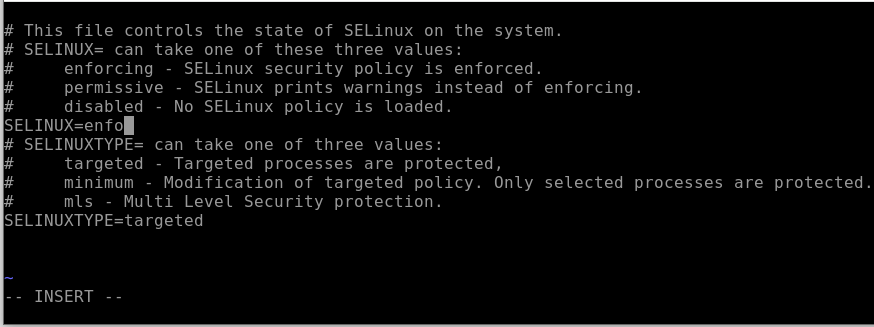 # This file controls the state of SELinux on the system.
# SELINUX= can take one of these three values:
#     enforcing - SELinux security policy is enforced.
#     permissive - SELinux prints warnings instead of enforcing.
#     disabled - No SELinux policy is loaded.
SELINUX=enfo
# SELINUXTYPE= can take one of three values:
#     targeted - Targeted processes are protected,
#     minimum - Modification of targeted policy. Only selected processes are protected.
#     mls - Multi Level Security protection.
SELINUXTYPE=targeted
~
-- INSERT --